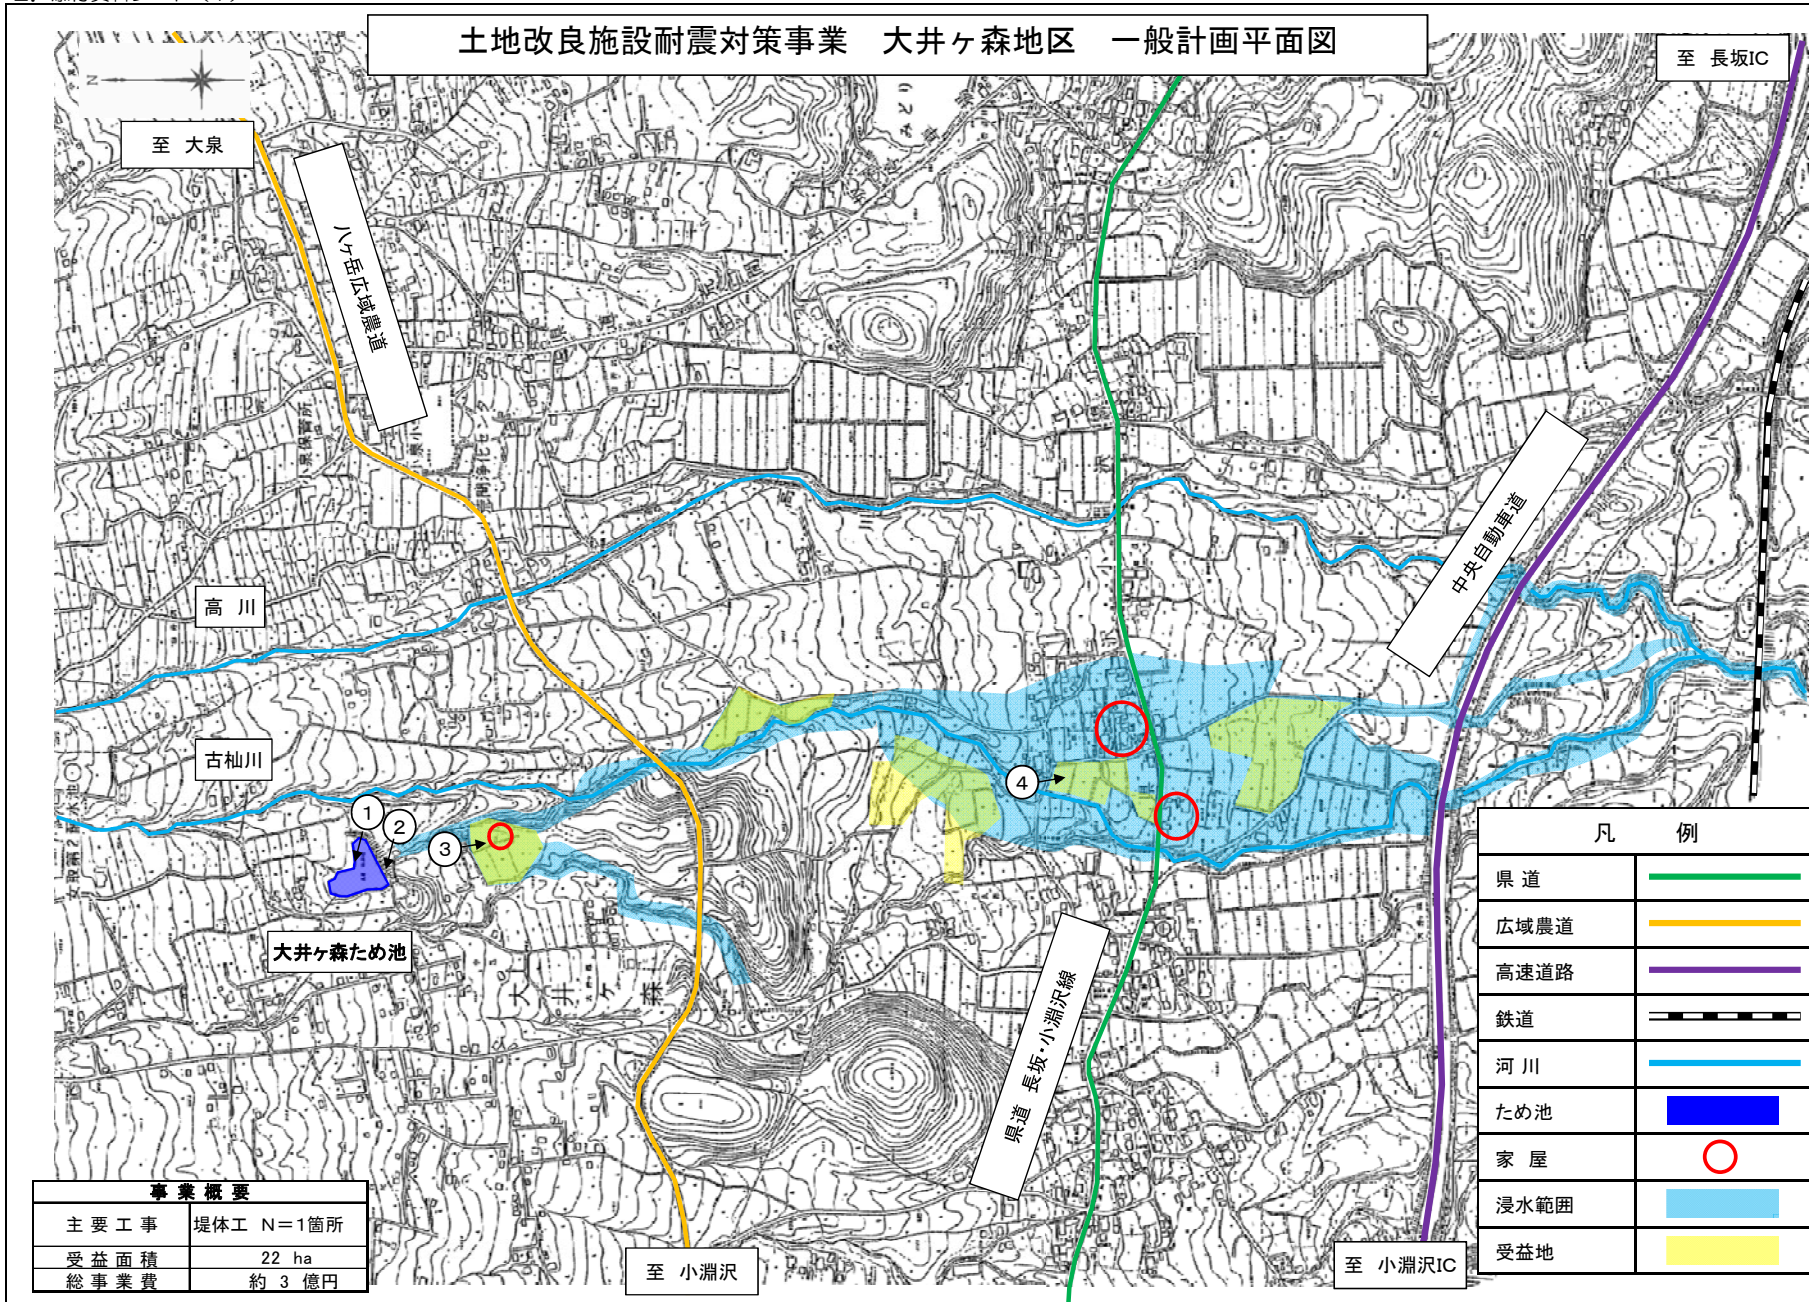 土地改良施設耐震対策事業　大井ヶ森地区　一般計画平面図
至 長坂IC
N
至 大泉
八ヶ岳広域農道
高 川
古杣川
中央自動車道
①
②
③
④
大井ヶ森ため池
大井ヶ森
県道 長坂・小淵沢線
至 小淵沢
至 小淵沢IC
事業概要
主要工事 堤体工 N=1箇所
受益面積 22 ha
総事業費 約 3 億円
凡 例
県 道
広域農道
高速道路
鉄道
河 川
ため池
家 屋
浸水範囲
受益地